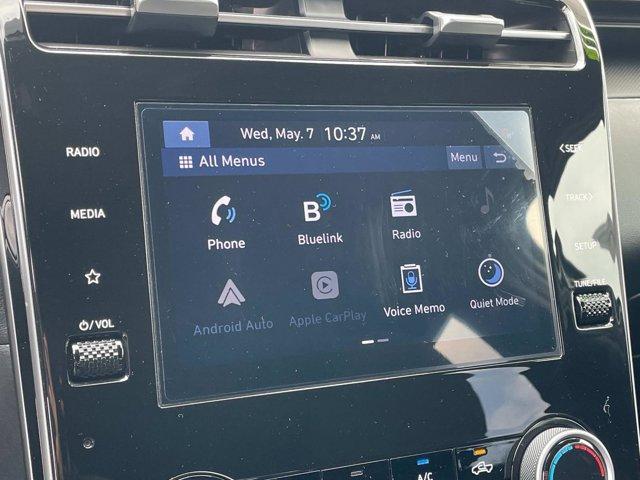 Wed, May. 7 10:37 AM
All Menus
Menu
RADIO
<SEEK
MEDIA
TRACK>
Phone
Bluelink
Radio
SETUP
Android Auto
Apple CarPlay
Voice Memo
Quiet Mode
TUNE/FILE
⏻/VOL
A/C